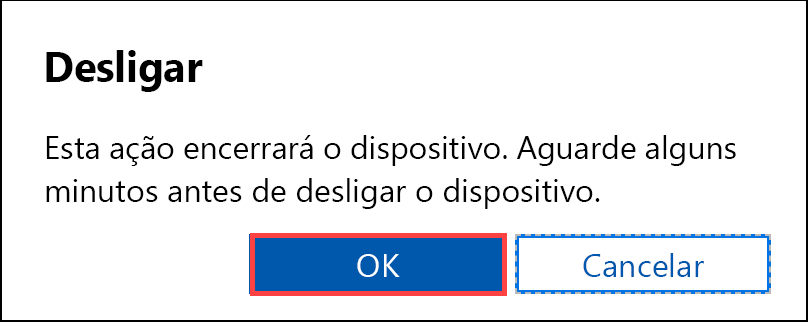 Desligar
Esta ação encerrará o dispositivo. Aguarde alguns
minutos antes de desligar o dispositivo.
OK
Cancelar